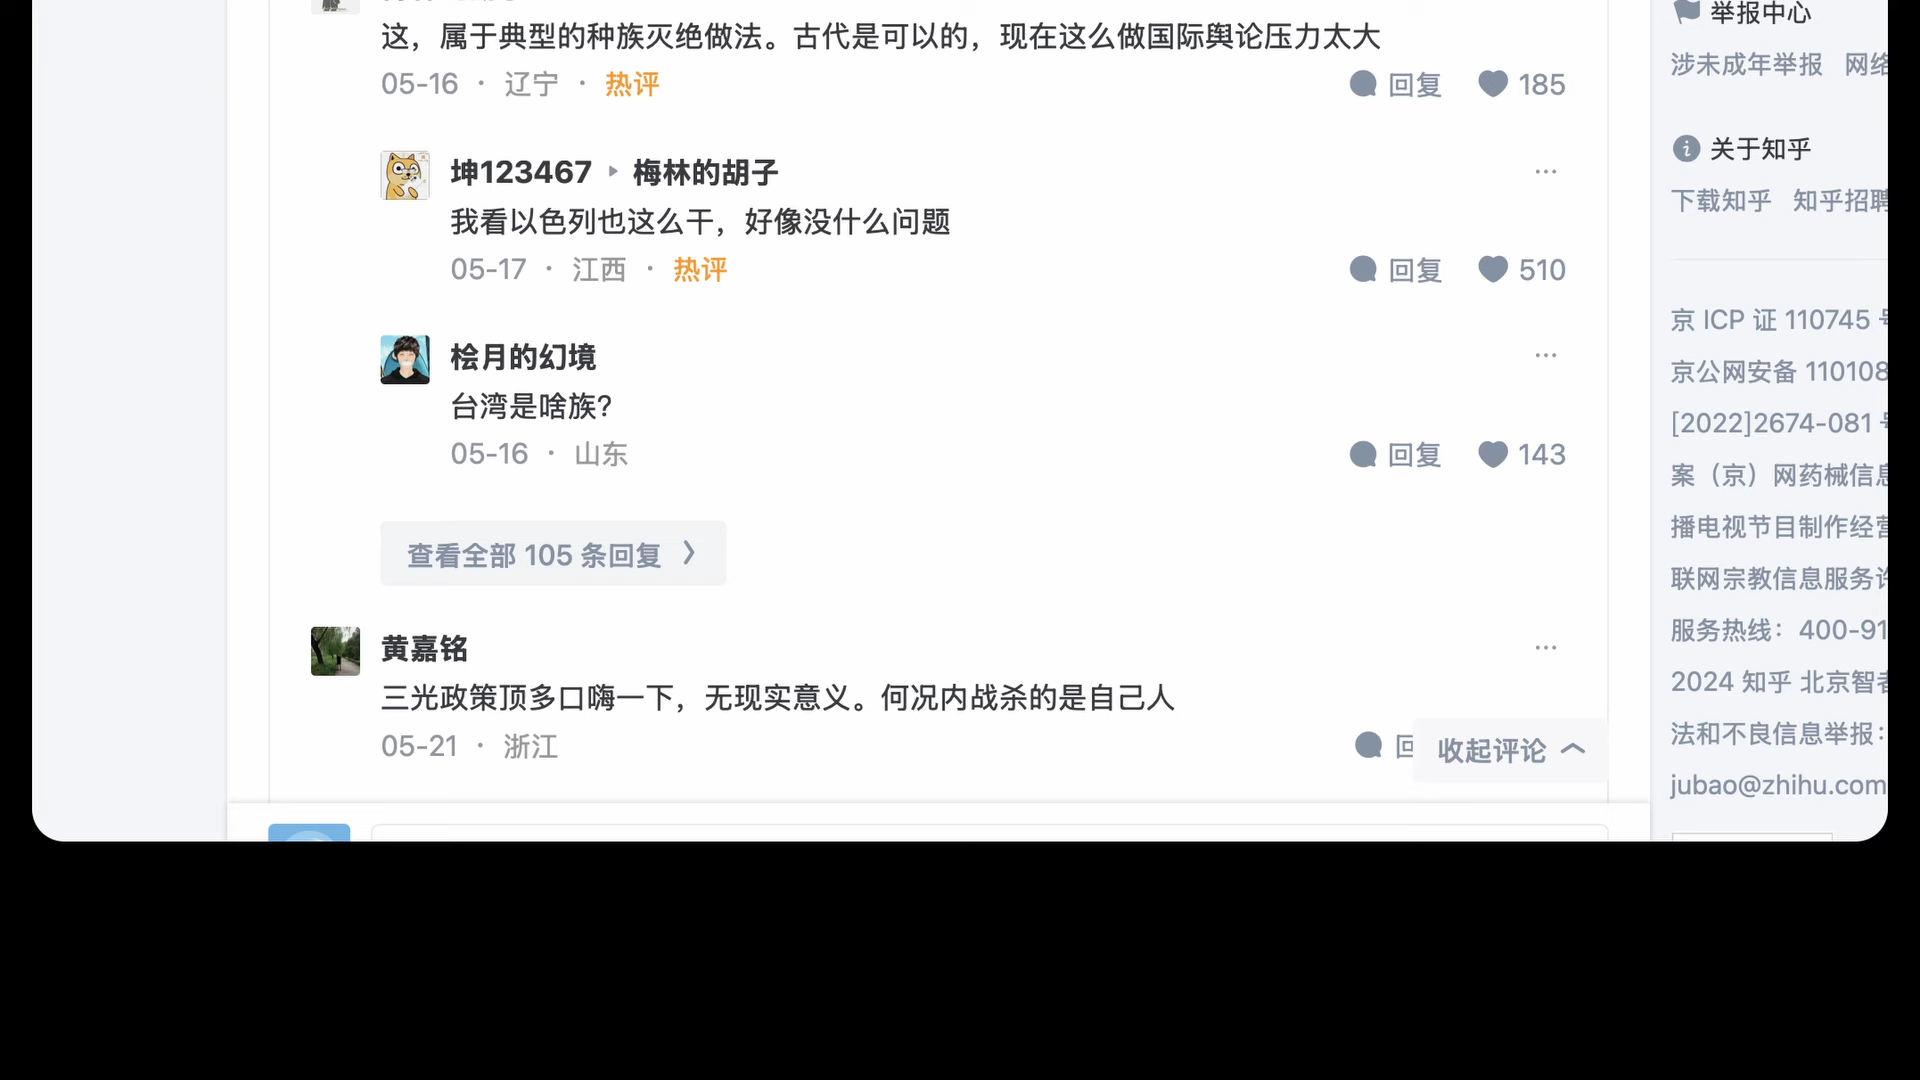 这，属于典型的种族灭绝做法。古代是可以的，现在这么做国际舆论压力太大
05-16 · 辽宁 · 热评
回复 185
坤123467 ▸ 梅林的胡子
我看以色列也这么干，好像没什么问题
05-17 · 江西 · 热评
回复 510
桧月的幻境
台湾是啥族？
05-16 · 山东
回复 143
查看全部 105 条回复
黄嘉铭
三光政策顶多口嗨一下，无现实意义。何况内战杀的是自己人
05-21 · 浙江
收起评论
举报中心
涉未成年举报 网络
关于知乎
下载知乎 知乎招聘
京 ICP 证 110745
京公网安备 110108
[2022]2674-081
案（京）网药械信息
播电视节目制作经营
联网宗教信息服务许
服务热线：400-91
2024 知乎 北京智者
法和不良信息举报：
jubao@zhihu.com